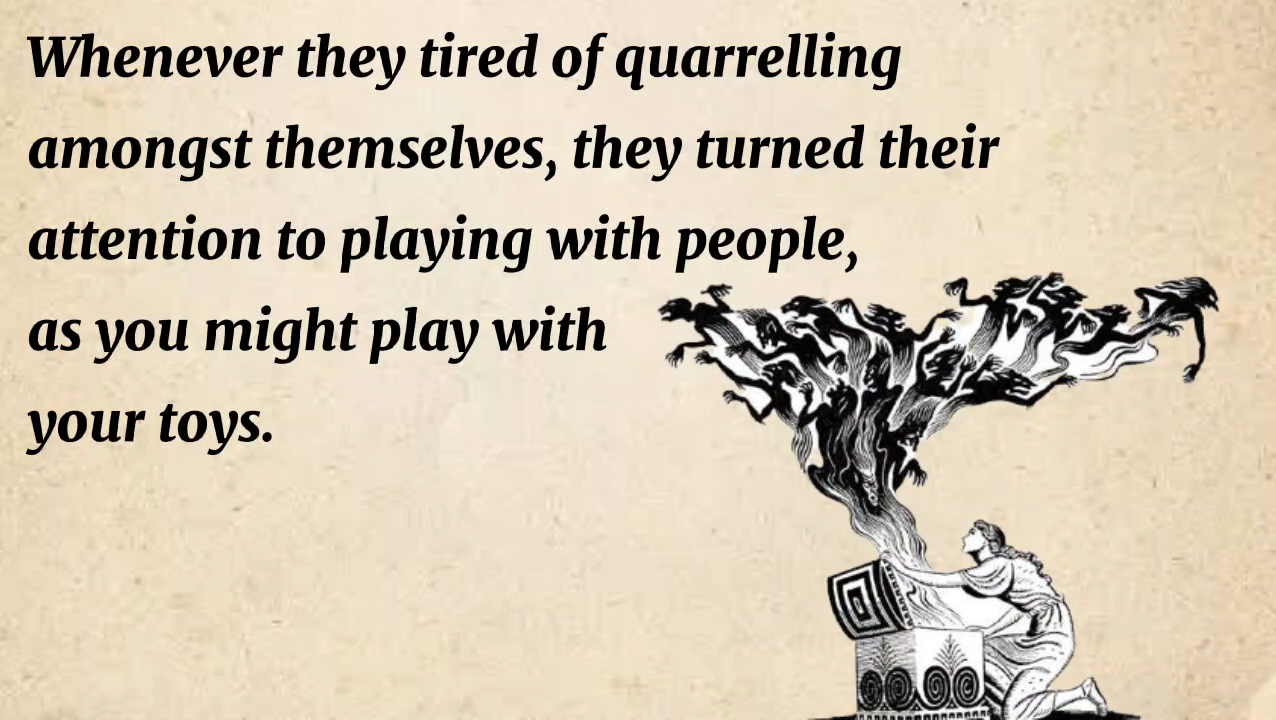 Whenever they tired of quarrelling
amongst themselves, they turned their
attention to playing with people,
as you might play with
your toys.